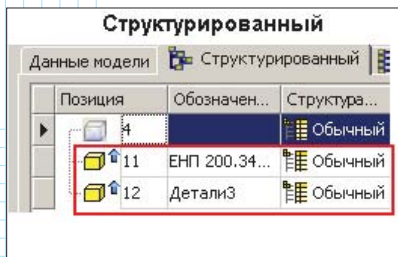 Структурированный
Данные модели Структурированный
Позиция Обозначен... Структура...
4 Обычный
11 ЕНП 200.34... Обычный
12 Детали3 Обычный